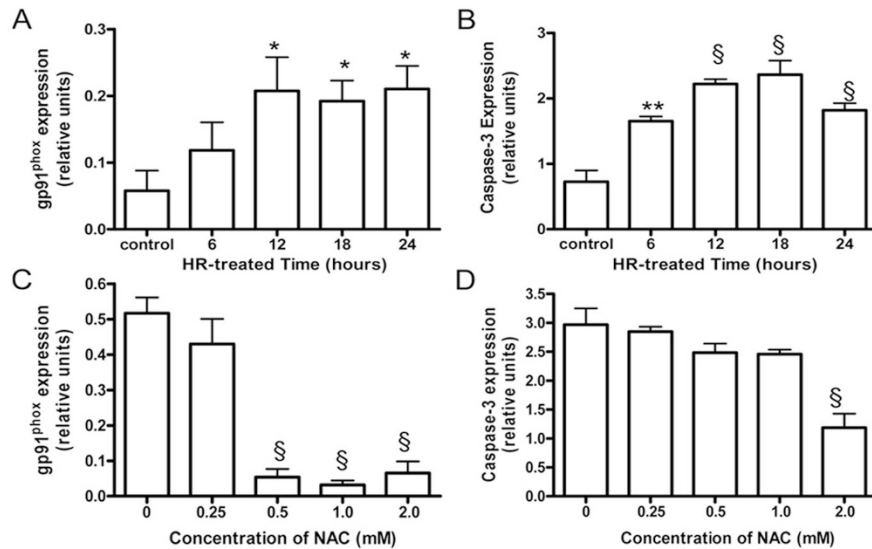 A
gp91phox expression
(relative units)
0.3
0.2
0.1
0.0
*
*
*
control 6 12 18 24
HR-treated Time (hours)
B
Caspase-3 Expression
(relative units)
3
2
1
0
**
§
§
§
control 6 12 18 24
HR-treated Time (hours)
C
gp91phox expression
(relative units)
0.6
0.5
0.4
0.3
0.2
0.1
0.0
§
§
§
0 0.25 0.5 1.0 2.0
Concentration of NAC (mM)
D
Caspase-3 expression
(relative units)
3.5
3.0
2.5
2.0
1.5
1.0
0.5
0.0
§
0 0.25 0.5 1.0 2.0
Concentration of NAC (mM)